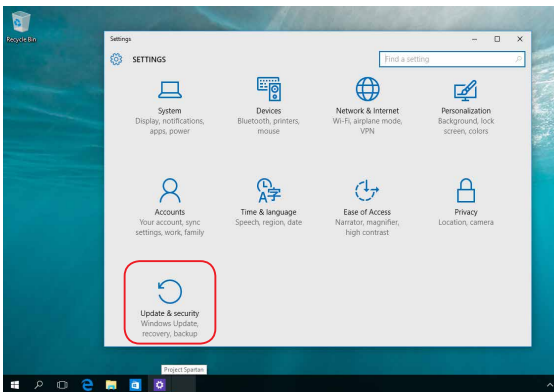 Recycle Bin
Settings
SETTINGS
Find a setting
System
Display, notifications,
apps, power
Devices
Bluetooth, printers,
mouse
Network & Internet
Wi-Fi, airplane mode,
VPN
Personalization
Background, lock
screen, colors
Accounts
Your account, sync
settings, work, family
Time & language
Speech, region, date
Ease of Access
Narrator, magnifier,
high contrast
Privacy
Location, camera
Update & security
Windows Update,
recovery, backup
Project Spartan